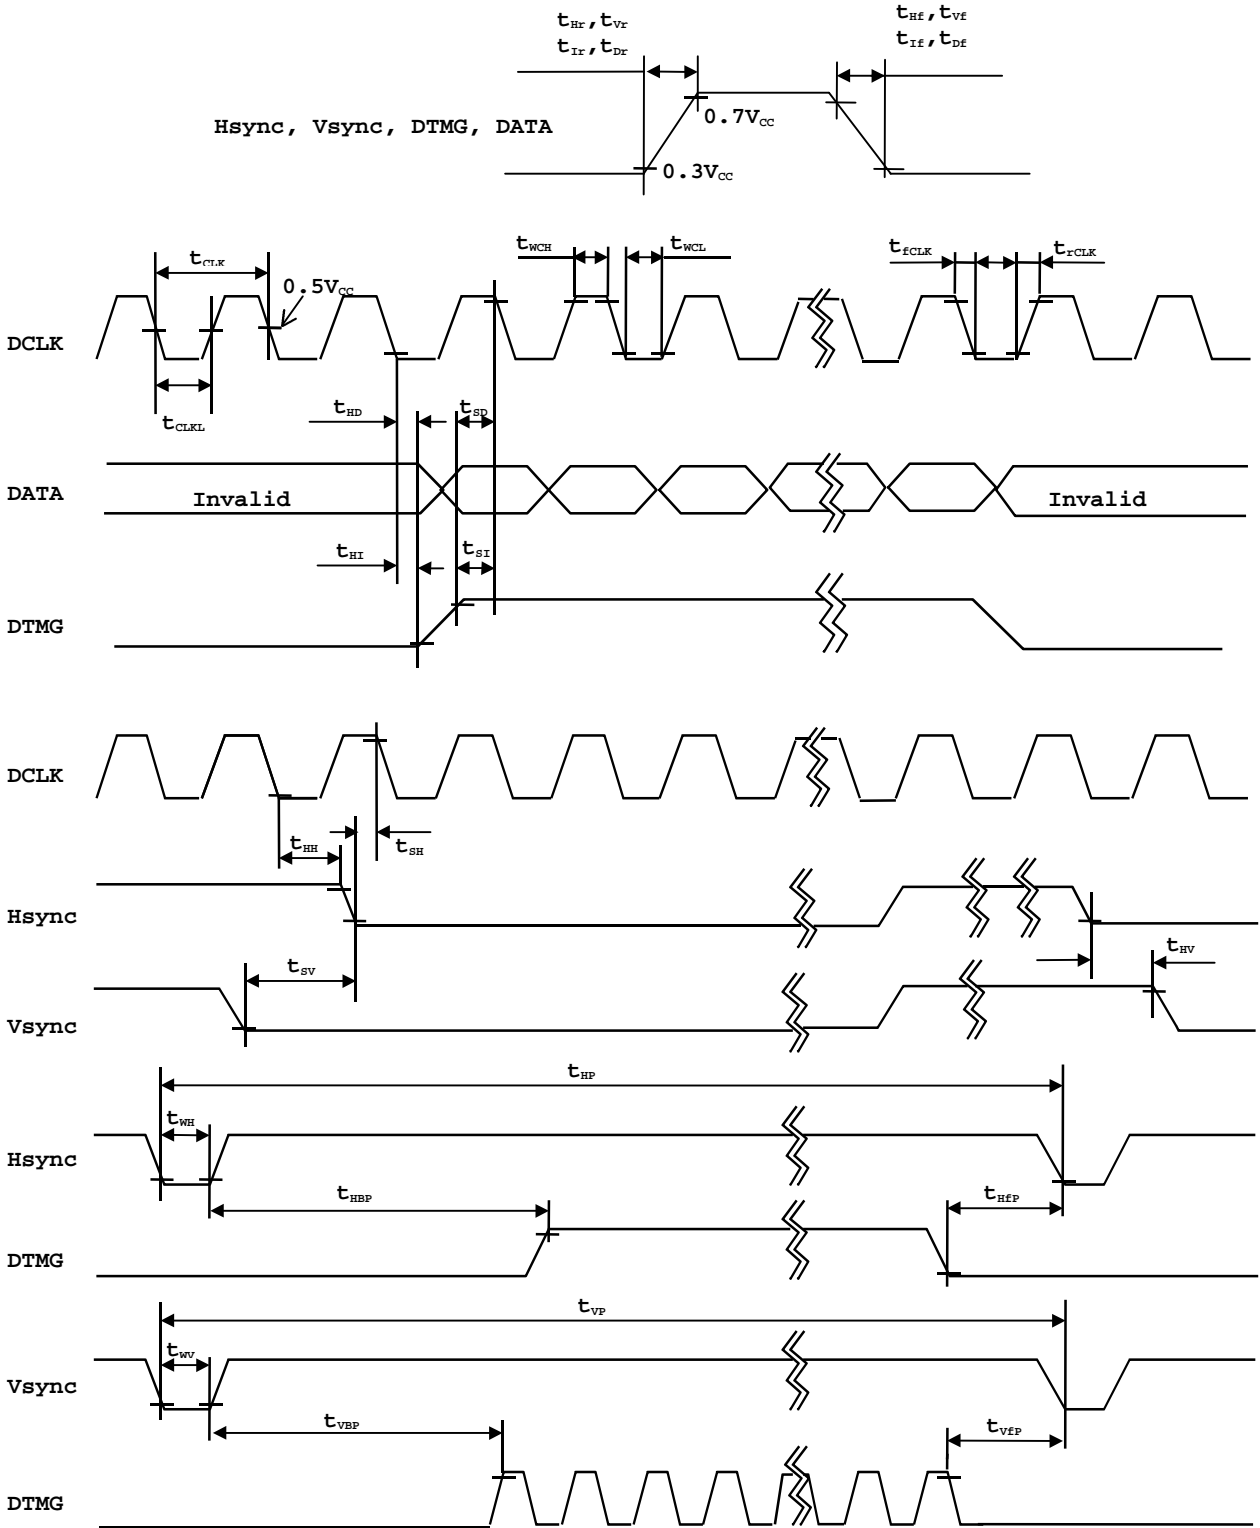 tHr,tVr
tIr,tDr
tHf,tVf
tIf,tDf
Hsync, Vsync, DTMG, DATA
0.7VCC
0.3VCC
tCLK
0.5VCC
tWCH
tWCL
tfCLK
trCLK
DCLK
tCLKL
tHD
tSD
DATA
Invalid
Invalid
tHI
tSI
DTMG
DCLK
tHH
tSH
Hsync
tSV
tHV
Vsync
tHP
tWH
Hsync
tHBP
tHfP
DTMG
tVP
tWV
Vsync
tVBP
tVfP
DTMG